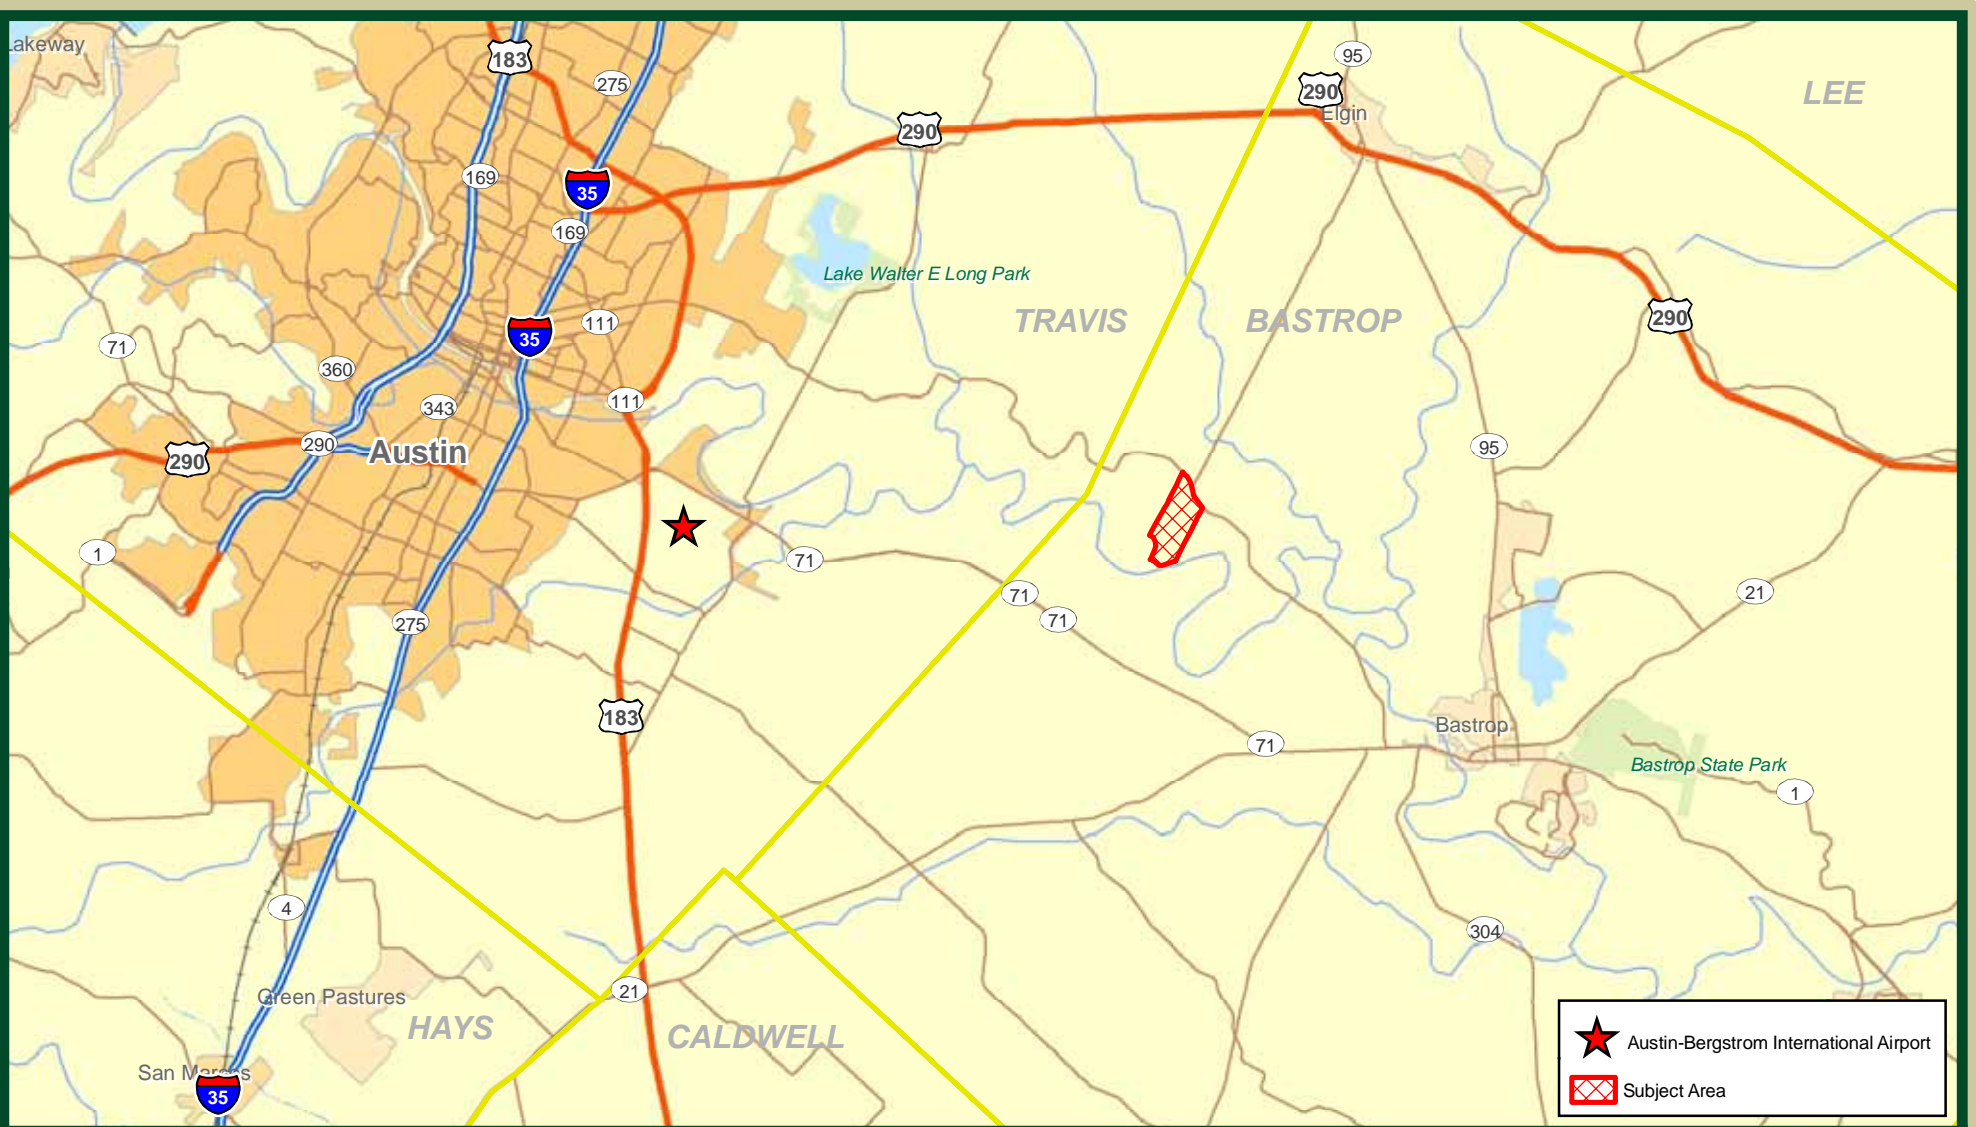 Lakeway
183
275
95
290
LEE
Elgin
290
169
35
169
Lake Walter E Long Park
111
TRAVIS
BASTROP
290
35
71
360
343
111
290
Austin
290
95
1
71
71
21
71
275
183
71
Bastrop
Bastrop State Park
1
4
304
21
Green Pastures
HAYS
CALDWELL
San Marcos
35
Austin-Bergstrom International Airport
Subject Area